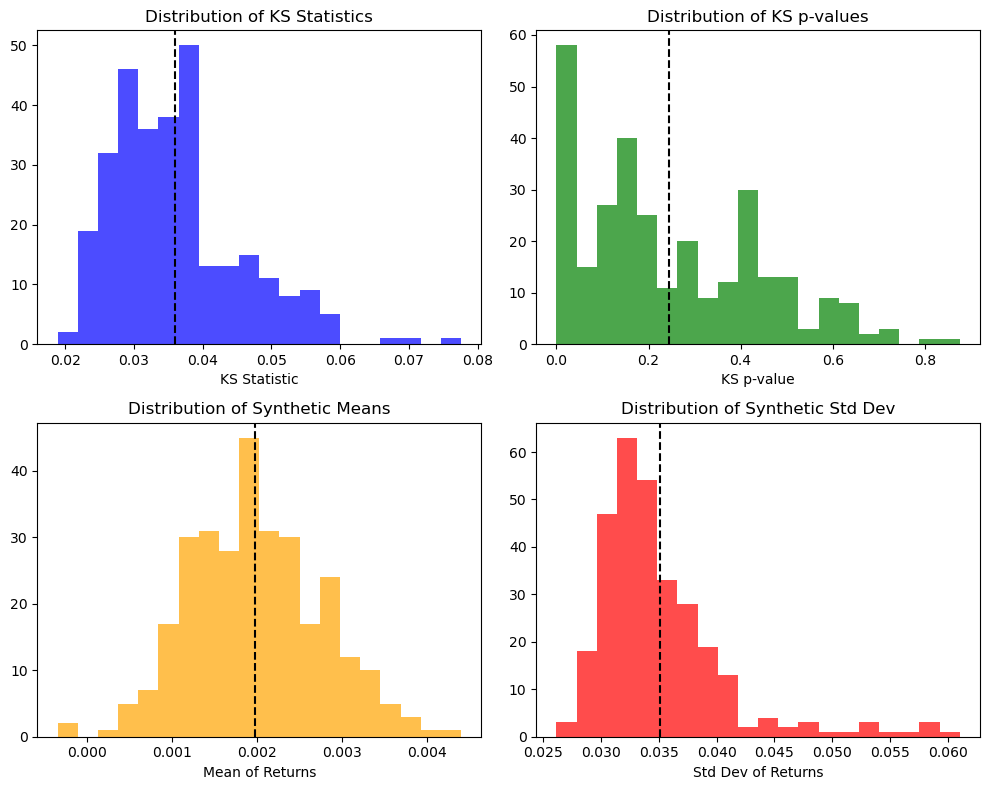 Distribution of KS Statistics
50
40
30
20
10
0
0.02 0.03 0.04 0.05 0.06 0.07 0.08
KS Statistic
Distribution of KS p-values
60
50
40
30
20
10
0
0.0 0.2 0.4 0.6 0.8
KS p-value
Distribution of Synthetic Means
40
30
20
10
0
0.000 0.001 0.002 0.003 0.004
Mean of Returns
Distribution of Synthetic Std Dev
60
50
40
30
20
10
0
0.025 0.030 0.035 0.040 0.045 0.050 0.055 0.060
Std Dev of Returns